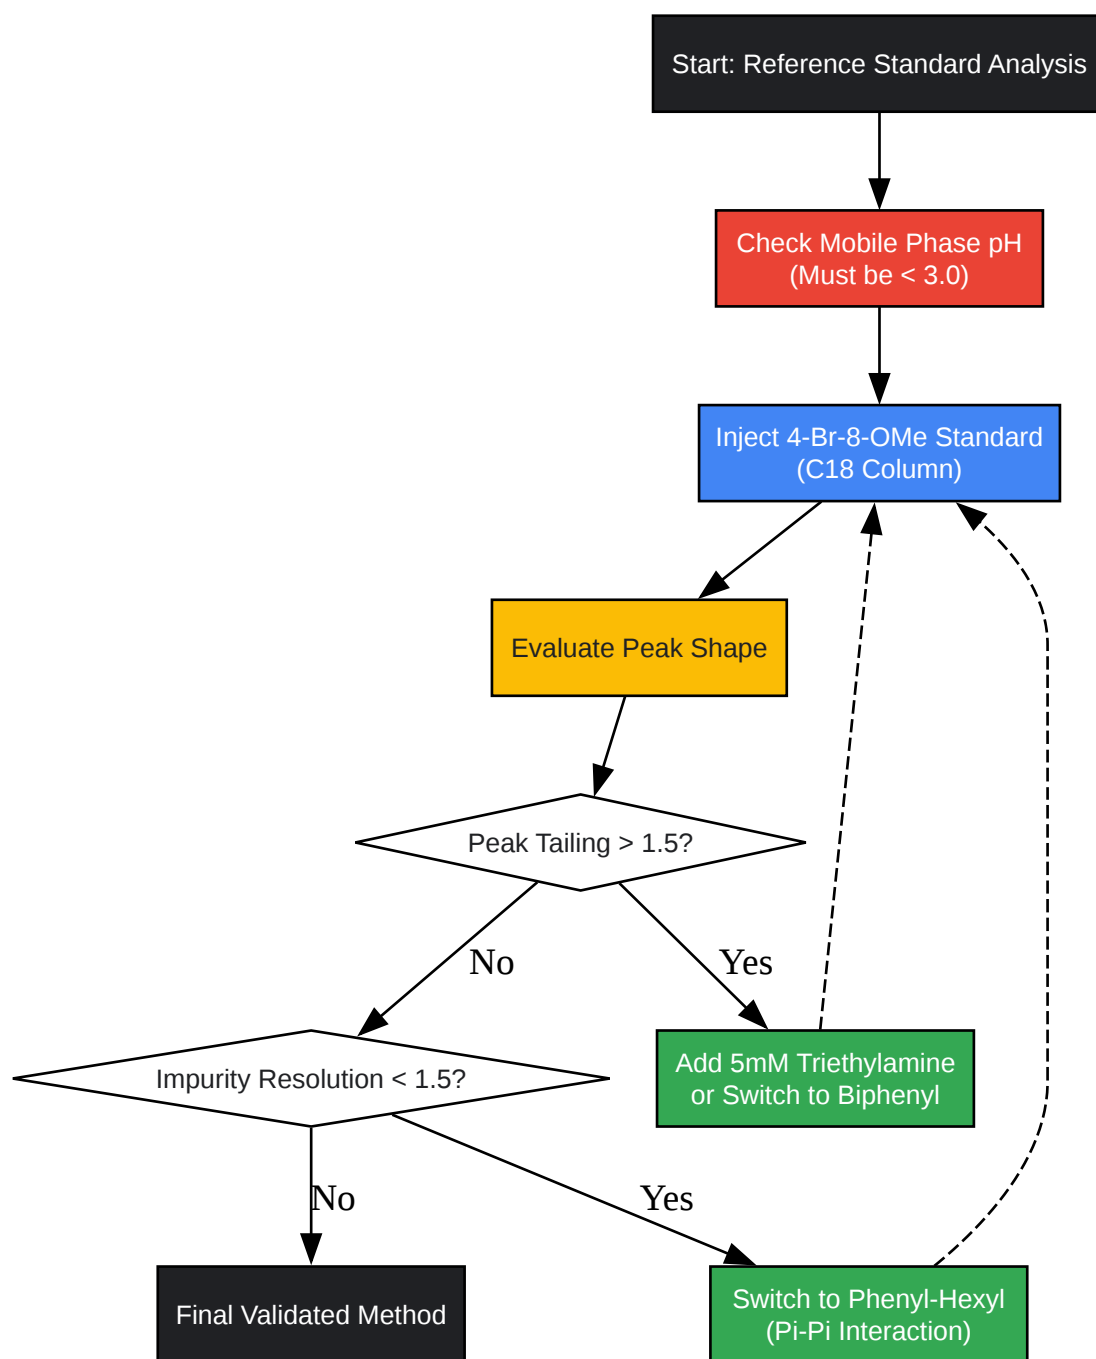 Start: Reference Standard Analysis
Check Mobile Phase pH
(Must be < 3.0)
Inject 4-Br-8-OMe Standard
(C18 Column)
Evaluate Peak Shape
Peak Tailing > 1.5?
No
Yes
Impurity Resolution < 1.5?
Add 5mM Triethylamine
or Switch to Biphenyl
No
Yes
Final Validated Method
Switch to Phenyl-Hexyl
(Pi-Pi Interaction)